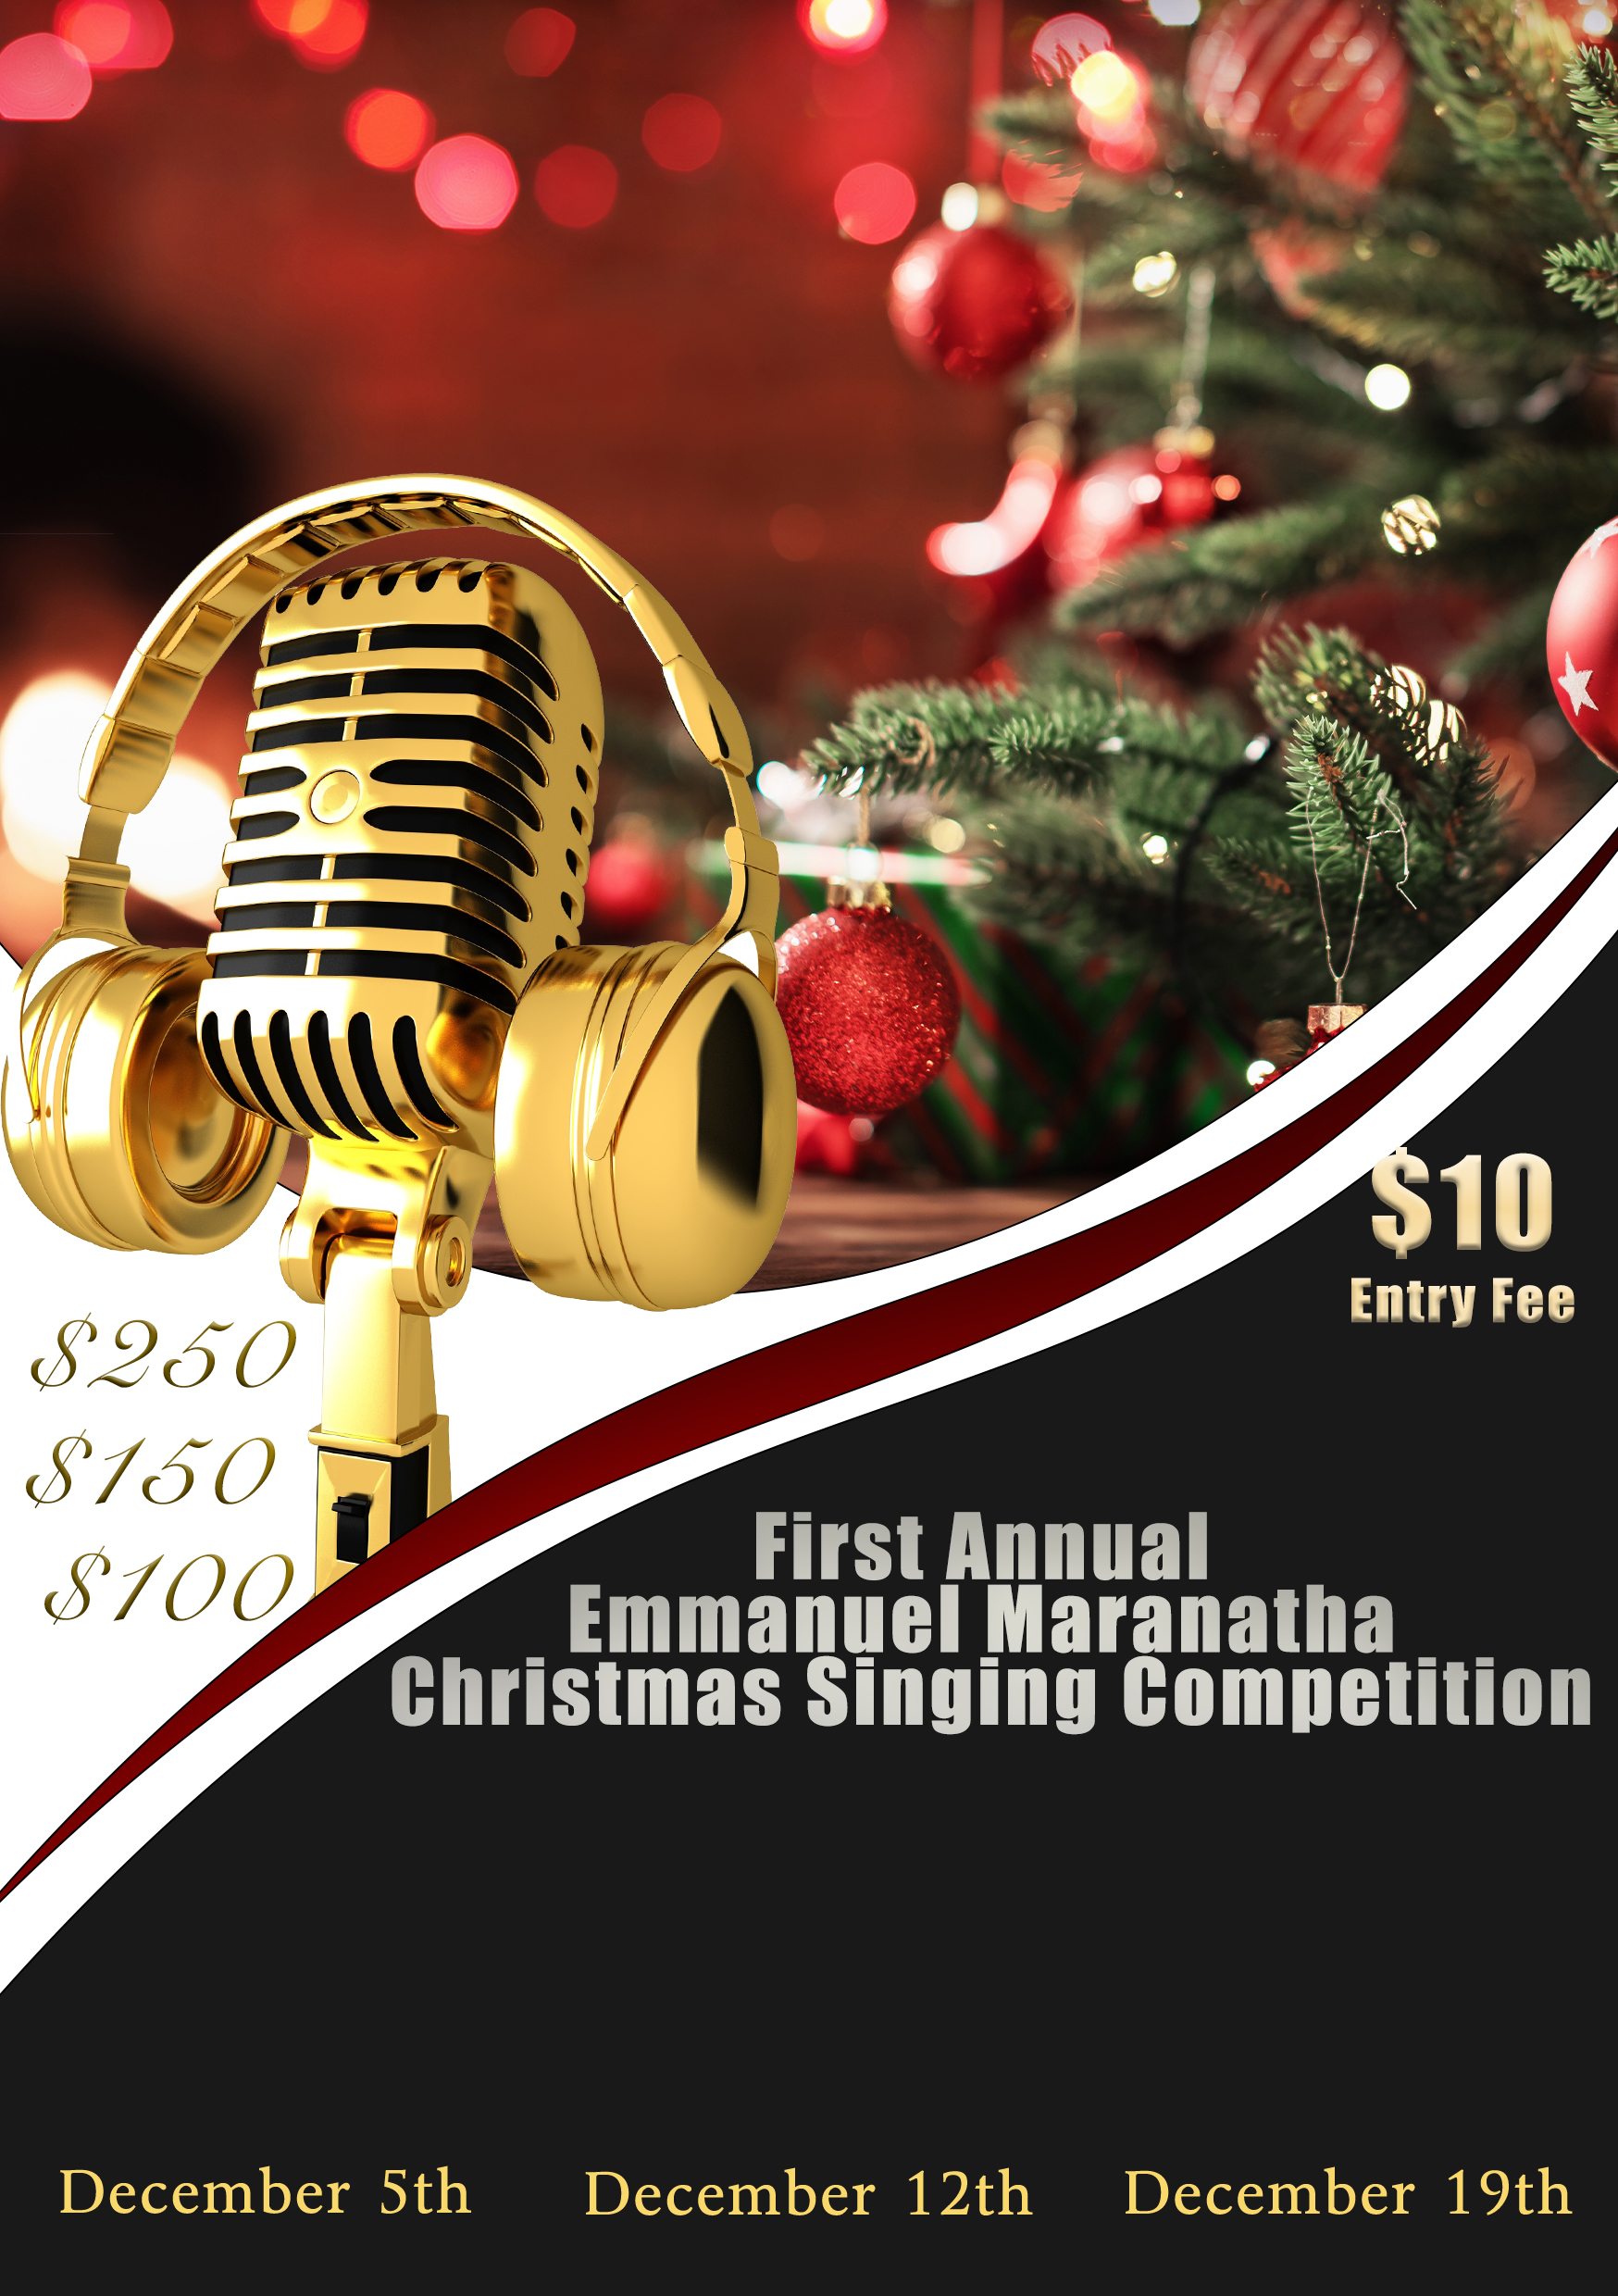 $10
Entry Fee
$250
$150
$100
First Annual
Emmanuel Maranatha
Christmas Singing Competition
December 5th
December 12th
December 19th